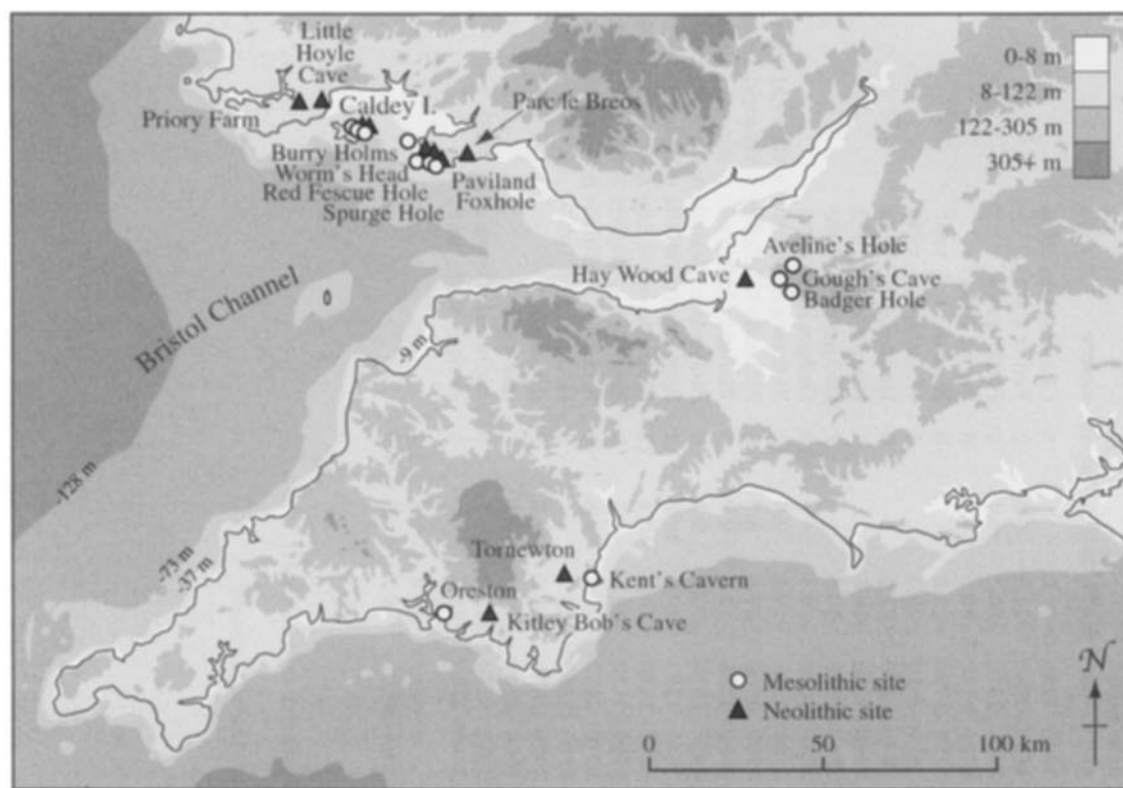 Little
Hoyle
Cave
Priory Farm
Caldey I.
Parc le Breos
Burry Holms
Worm's Head
Red Fescue Hole
Spurge Hole
Paviland
Foxhole
0-8 m
8-122 m
122-305 m
305+ m
Aveline's Hole
Hay Wood Cave
Gough's Cave
Badger Hole
Bristol Channel
-9 m
-128 m
-73 m
-37 m
Tornewton
Kent's Cavern
Oreston
Kitley Bob's Cave
Mesolithic site
Neolithic site
N
0 50 100 km